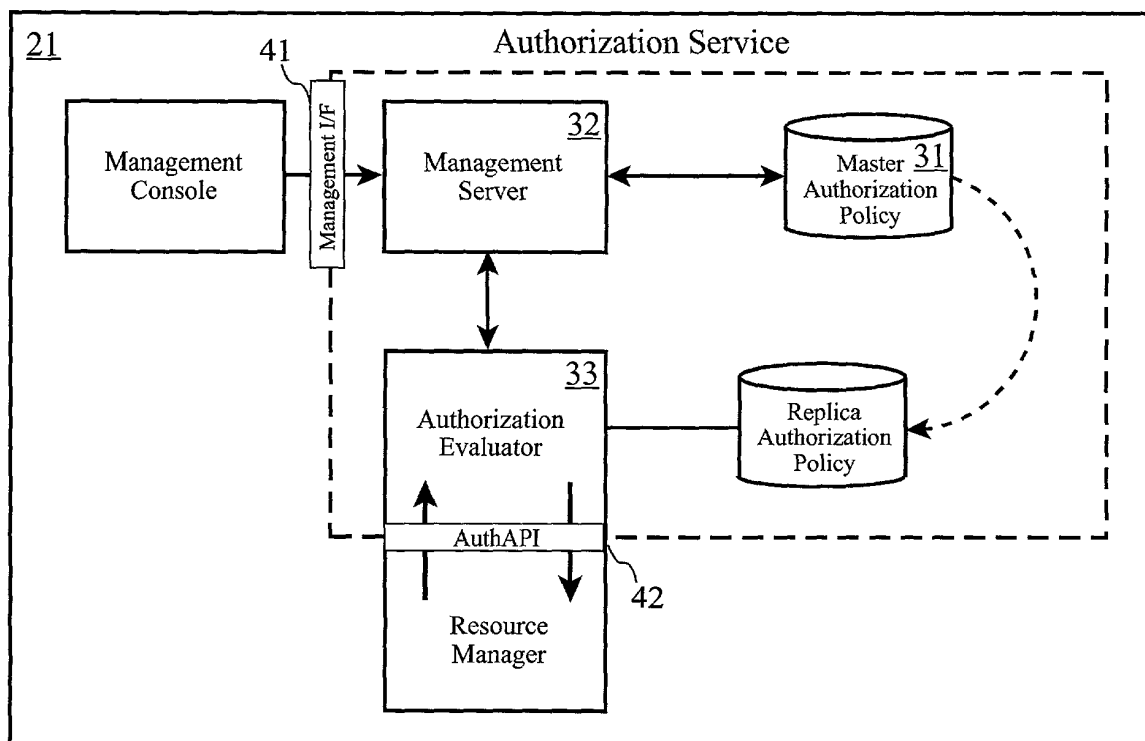 21
Authorization Service
41
Management
Console
Management I/F
32
Management
Server
31
Master
Authorization
Policy
33
Authorization
Evaluator
Replica
Authorization
Policy
AuthAPI
42
Resource
Manager